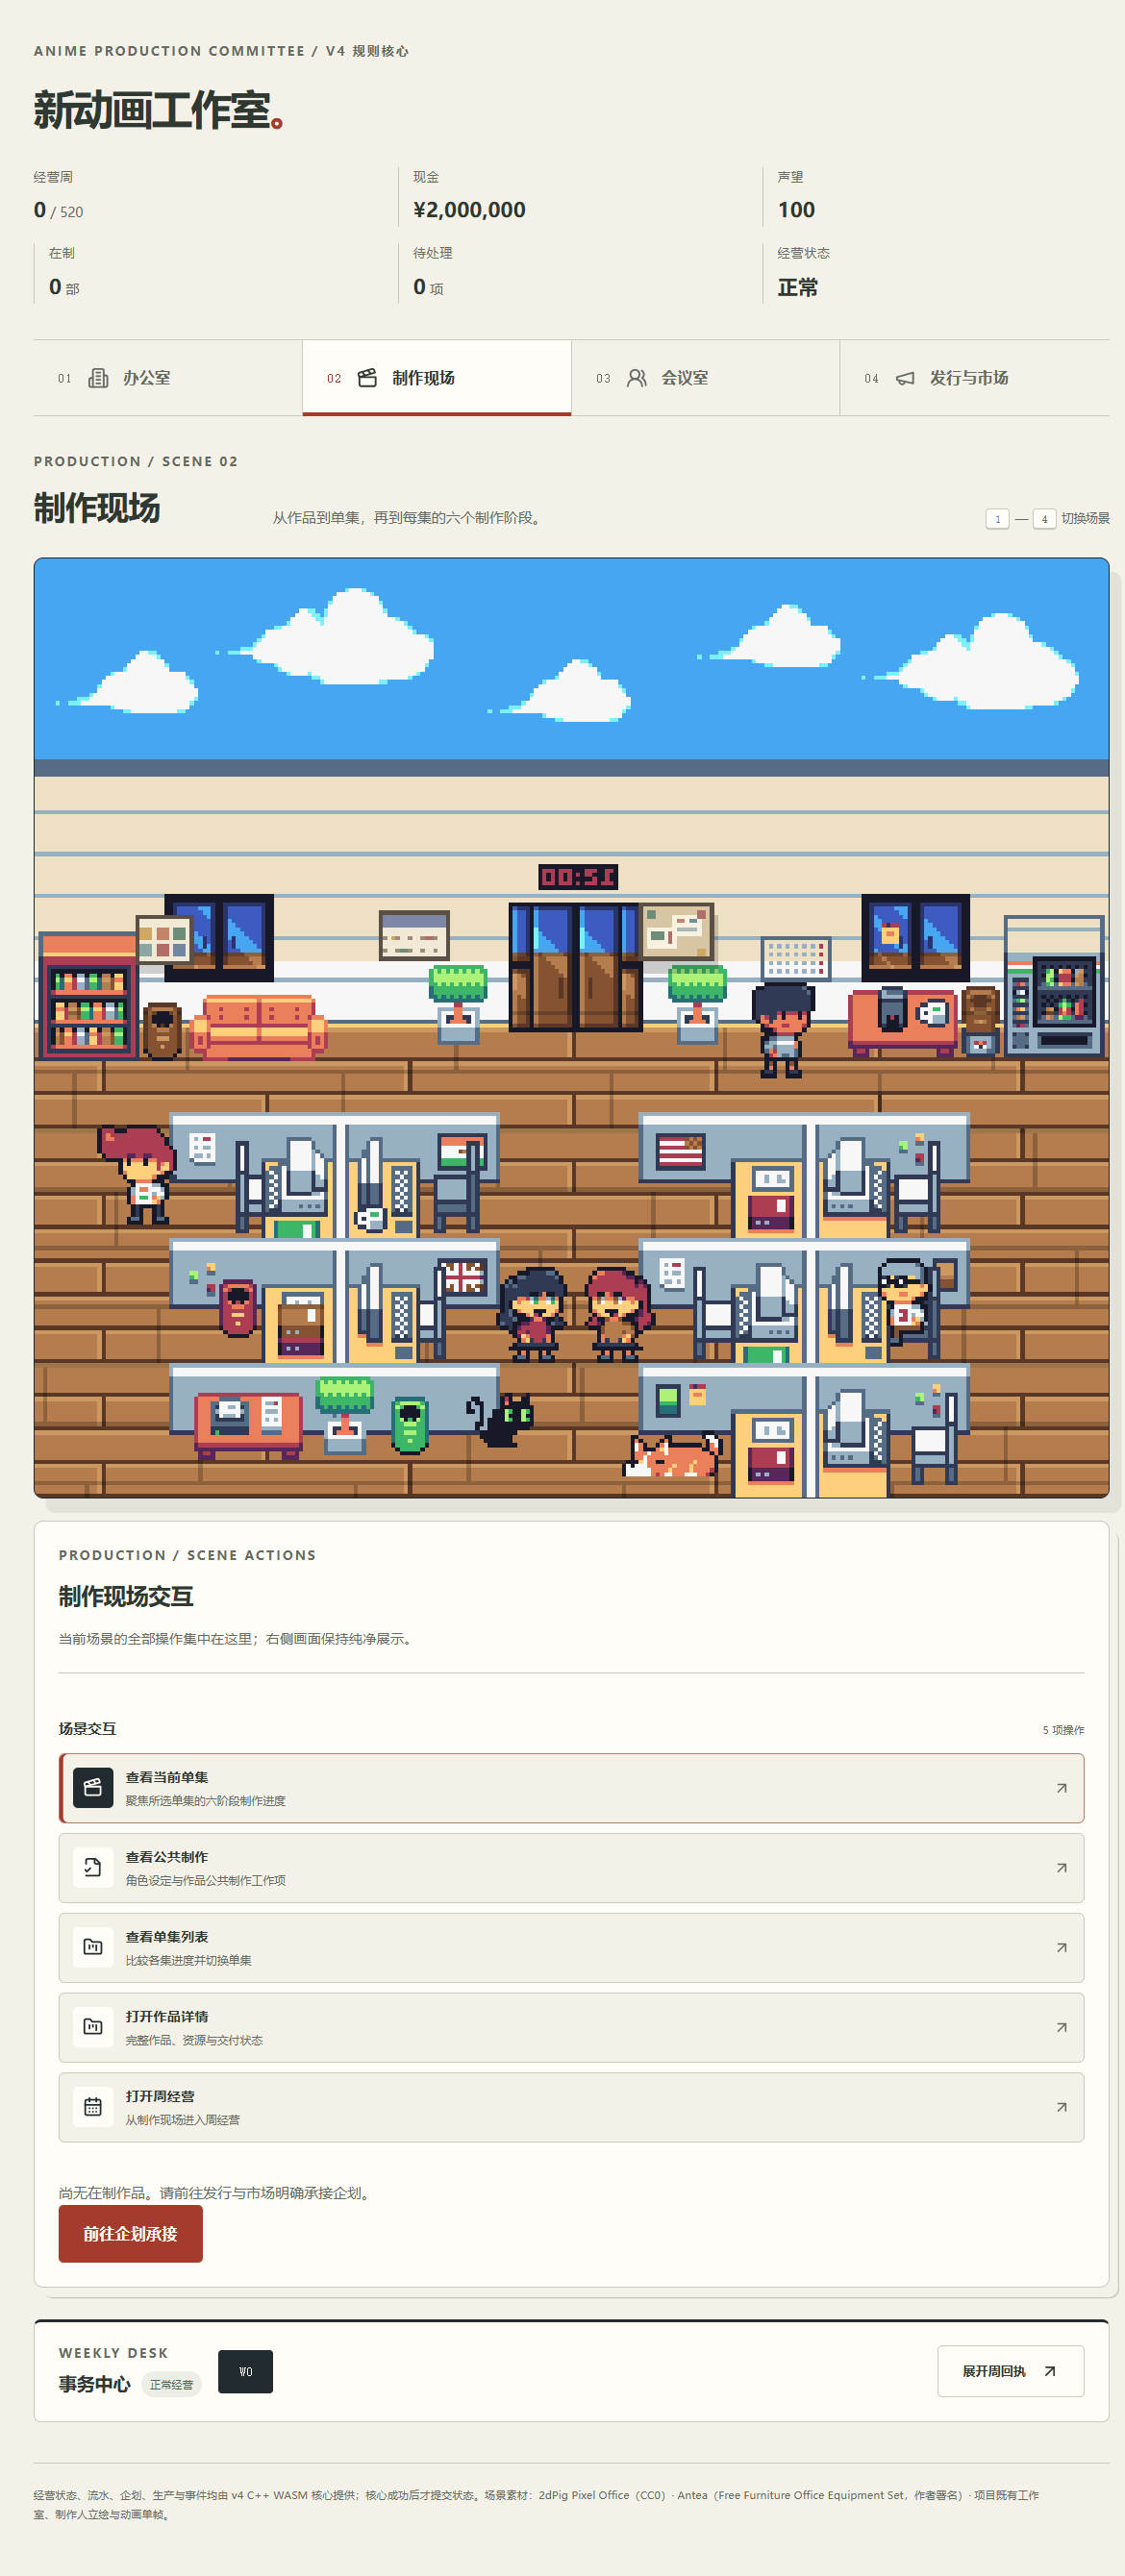 ANIME PRODUCTION COMMITTEE / V4 规则核心
新动画工作室。
经营周
0 / 520
现金
¥2,000,000
声望
100
在制
0 部
待处理
0 项
经营状态
正常
01 办公室
02 制作现场
03 会议室
04 发行与市场
PRODUCTION / SCENE 02
制作现场
从作品到单集，再到每集的六个制作阶段。
1 — 4 切换场景
PRODUCTION / SCENE ACTIONS
制作现场交互
当前场景的全部操作集中在这里；右侧画面保持纯净展示。
场景交互
5 项操作
查看当前单集
聚焦所选单集的六阶段制作进度
查看公共制作
角色设定与作品公共制作工作项
查看单集列表
比较各集进度并切换单集
打开作品详情
完整作品、资源与交付状态
打开周经营
从制作现场进入周经营
尚无在制作品。请前往发行与市场明确承接企划。
前往企划承接
WEEKLY DESK
事务中心 正常经营
W0
展开周回执
经营状态、流水、企划、生产与事件均由 v4 C++ WASM 核心提供；核心成功后才提交状态。场景素材：2dPig Pixel Office（CC0）· Antea（Free Furniture Office Equipment Set，作者署名）· 项目既有工作
室、制作人立绘与动画单帧。